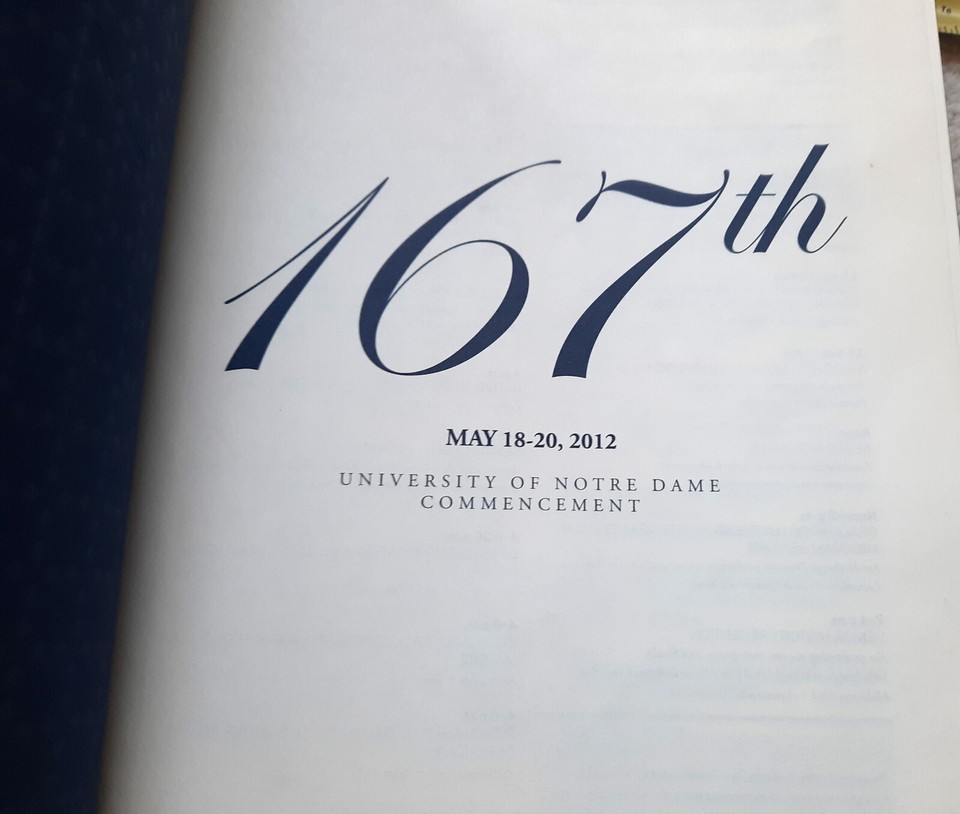 167th
MAY 18-20, 2012
UNIVERSITY OF NOTRE DAME
COMMENCEMENT